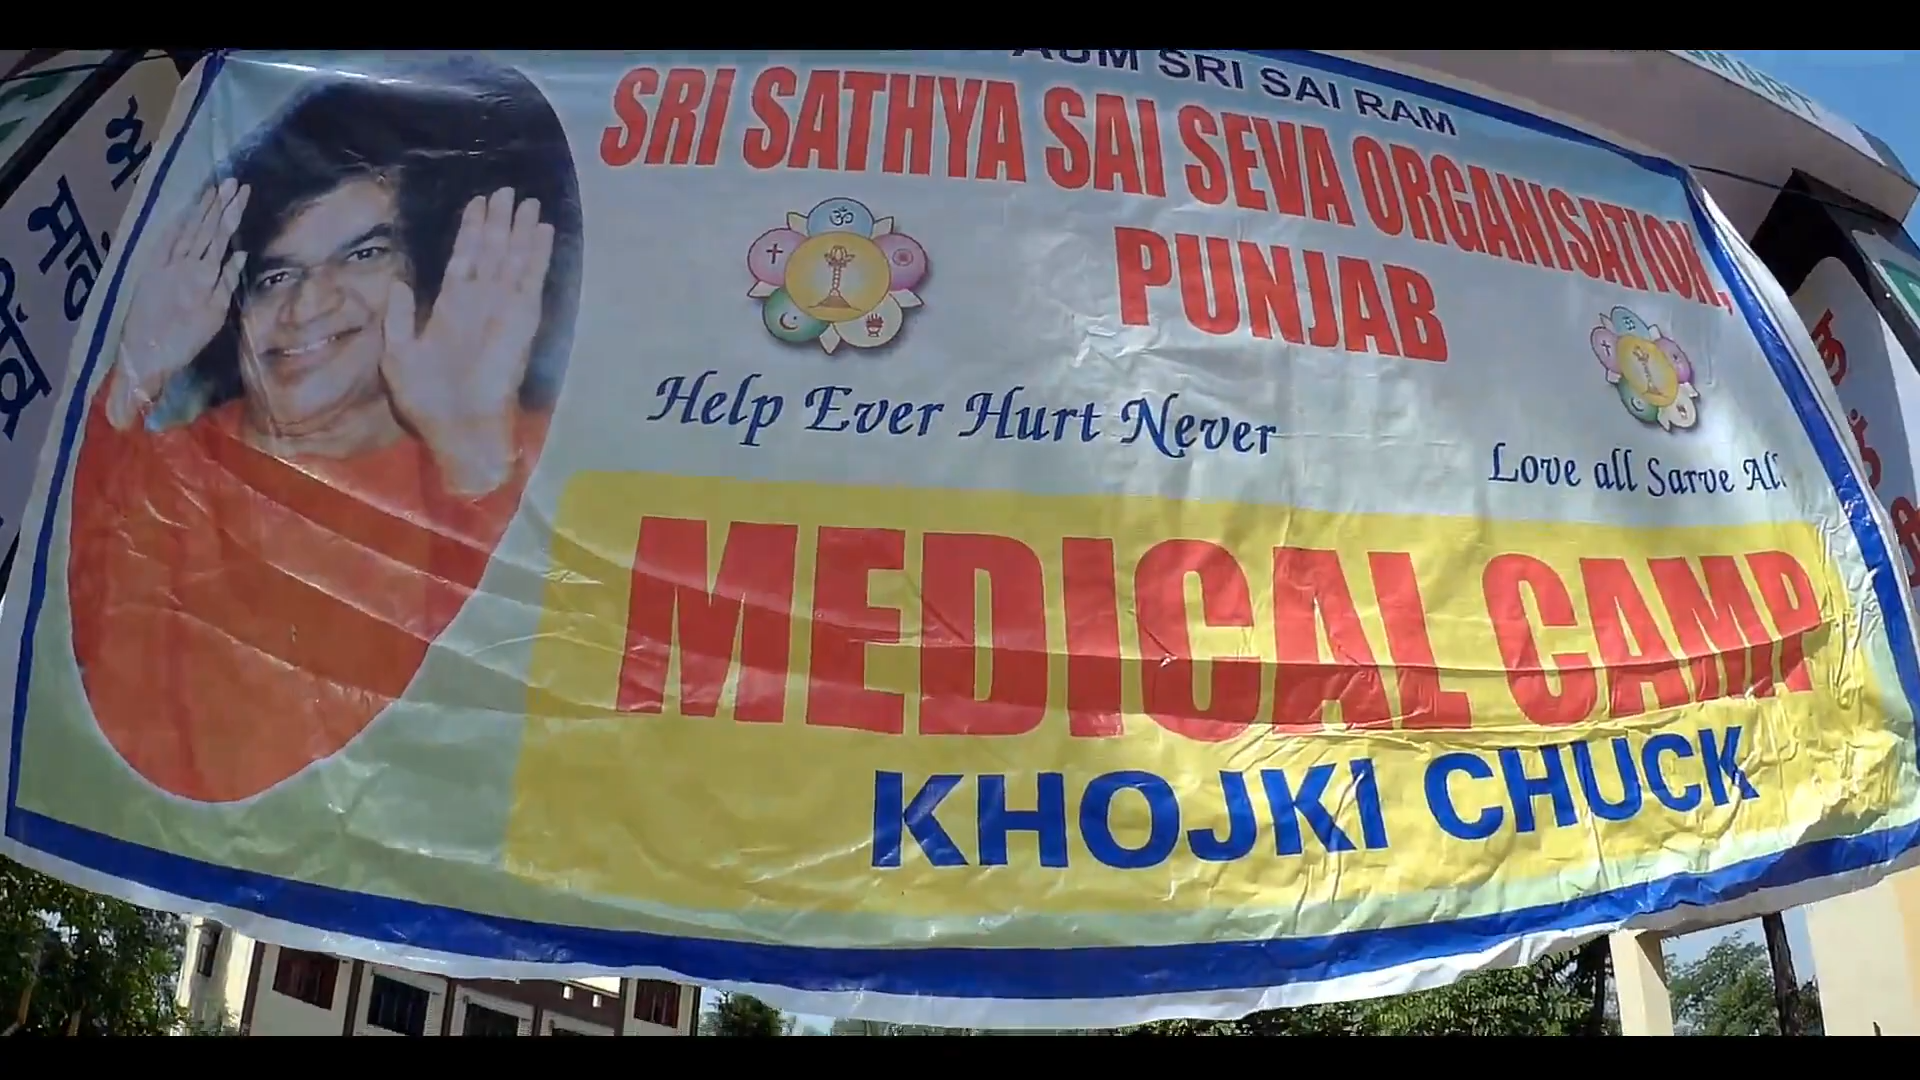 AUM SRI SAI RAM
SRI SATHYA SAI SEVA ORGANISATION,
PUNJAB
Help Ever Hurt Never
Love all Sarve All
MEDICAL CAMP
KHOJKI CHUCK